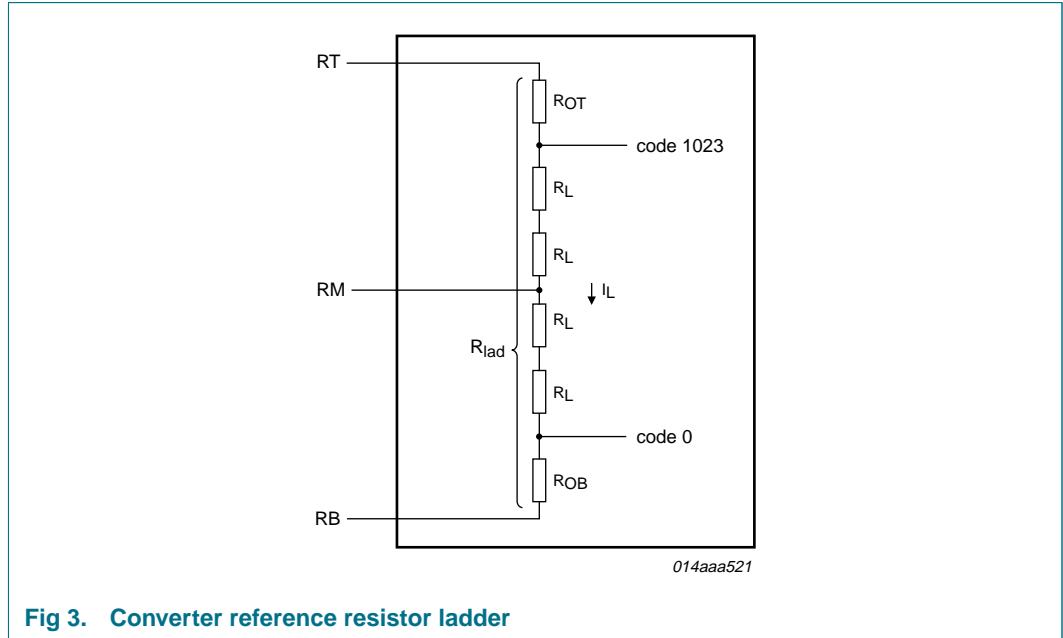 RT
ROT
code 1023
RL
RL
RM
IL
RL
Rlad
RL
code 0
ROB
RB
014aaa521
Fig 3. Converter reference resistor ladder